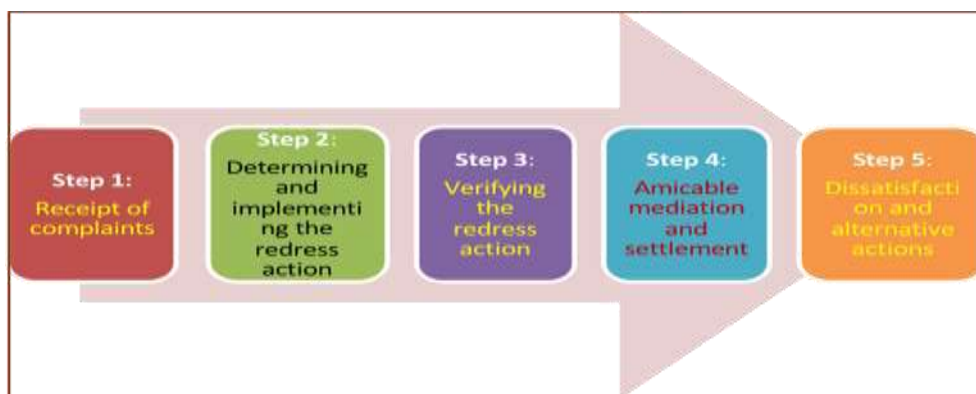 Step 1:
Receipt of
complaints
Step 2:
Determining
and
implementi
ng the
redress
action
Step 3:
Verifying
the
redress
action
Step 4:
Amicable
mediation
and
settlement
Step 5:
Dissatisfacti
on and
alternative
actions